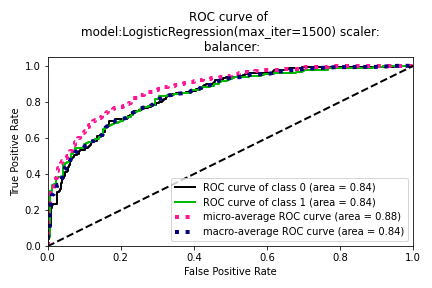 ROC curve of
model:LogisticRegression(max_iter=1500) scaler:
balancer:
True Positive Rate
1.0
0.8
0.6
0.4
0.2
0.0
ROC curve of class 0 (area = 0.84)
ROC curve of class 1 (area = 0.84)
micro-average ROC curve (area = 0.88)
macro-average ROC curve (area = 0.84)
0.0 0.2 0.4 0.6 0.8 1.0
False Positive Rate